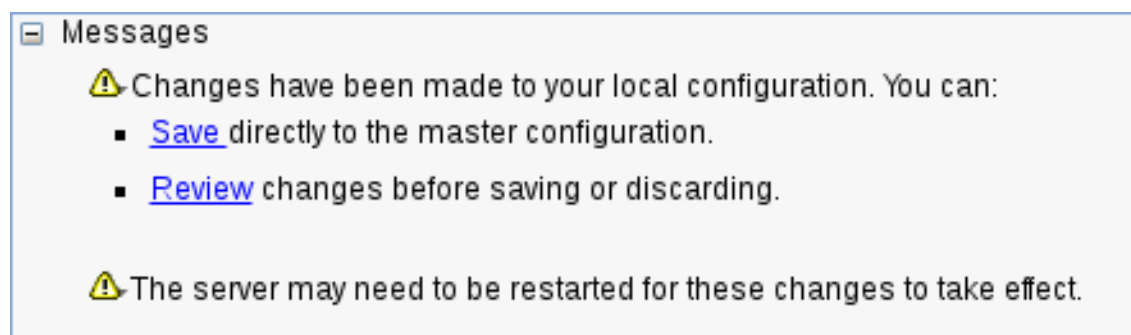 Messages
Changes have been made to your local configuration. You can:
Save directly to the master configuration.
Review changes before saving or discarding.
The server may need to be restarted for these changes to take effect.